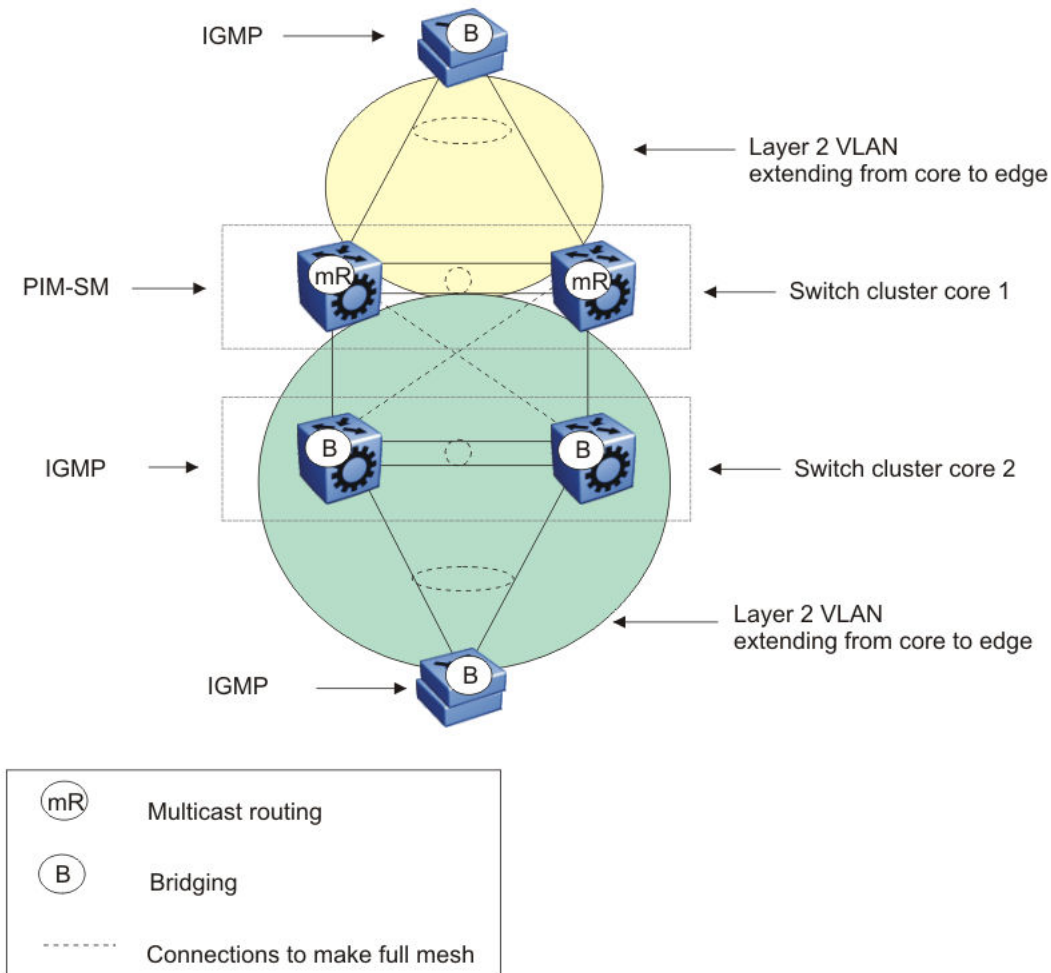 IGMP
B
Layer 2 VLAN
extending from core to edge
PIM-SM
mR
mR
Switch cluster core 1
IGMP
B
B
Switch cluster core 2
Layer 2 VLAN
extending from core to edge
IGMP
B
mR
Multicast routing
B
Bridging
Connections to make full mesh